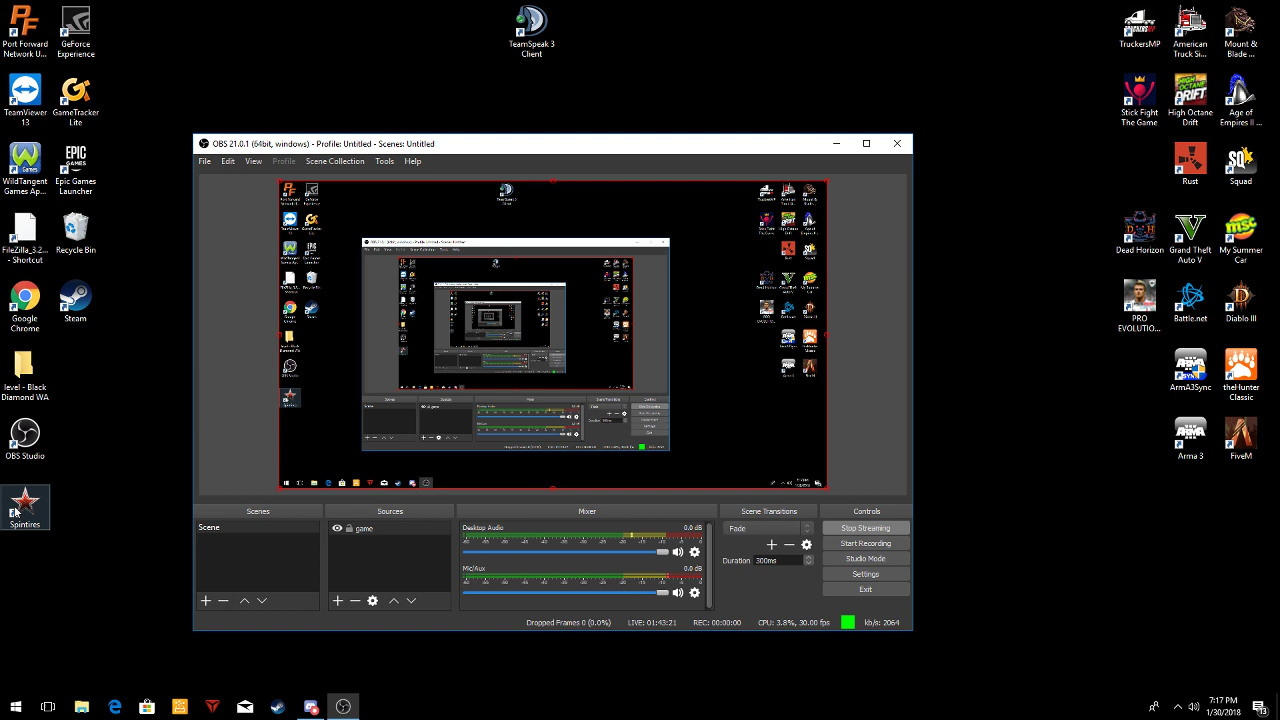 Port Forward
Network U...
GeForce
Experience
TeamSpeak 3
Client
TruckersMP
American
Truck Si...
Mount &
Blade ...
TeamViewer
13
GameTracker
Lite
Stick Fight
The Game
High Octane
Drift
Age of
Empires II ...
WildTangent
Games Ap...
Epic Games
Launcher
Rust
Squad
FileZilla_3.2...
- Shortcut
Recycle Bin
Dead Horizon
Grand Theft
Auto V
My Summer
Car
Google
Chrome
Steam
PRO
EVOLUTIO...
Battle.net
Diablo III
level - Black
Diamond WA
ArmA3Sync
theHunter
Classic
OBS Studio
Arma 3
FiveM
Spintires
OBS 21.0.1 (64bit, windows) - Profile: Untitled - Scenes: Untitled
File Edit View Profile Scene Collection Tools Help
Scenes
Scene
Sources
game
Mixer
Desktop Audio 0.0 dB
Mic/Aux 0.0 dB
Scene Transitions
Fade
Duration 300ms
Controls
Stop Streaming
Start Recording
Studio Mode
Settings
Exit
Dropped Frames 0 (0.0%) LIVE: 01:43:21 REC: 00:00:00 CPU: 3.8%, 30.00 fps kb/s: 2064
7:17 PM
1/30/2018